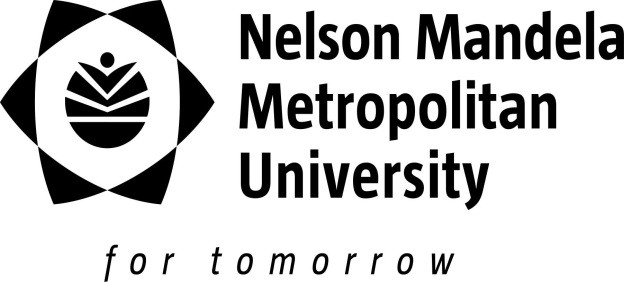 Nelson Mandela
Metropolitan
University
for tomorrow